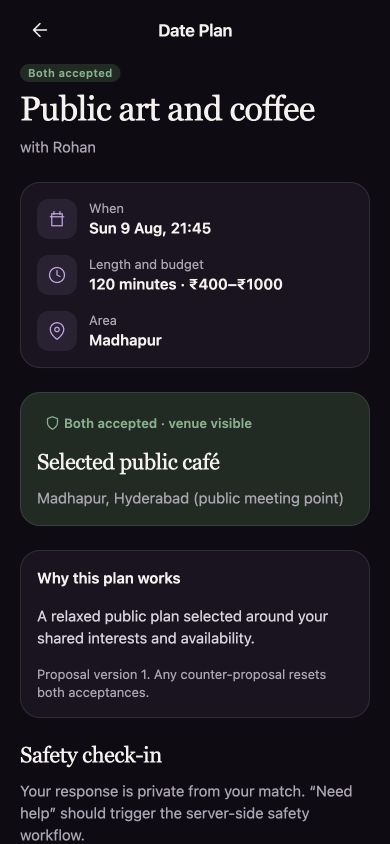 Date Plan
Both accepted
Public art and coffee
with Rohan
When
Sun 9 Aug, 21:45
Length and budget
120 minutes · ₹400–₹1000
Area
Madhapur
Both accepted · venue visible
Selected public café
Madhapur, Hyderabad (public meeting point)
Why this plan works
A relaxed public plan selected around your
shared interests and availability.
Proposal version 1. Any counter-proposal resets
both acceptances.
Safety check-in
Your response is private from your match. “Need
help” should trigger the server-side safety
workflow.